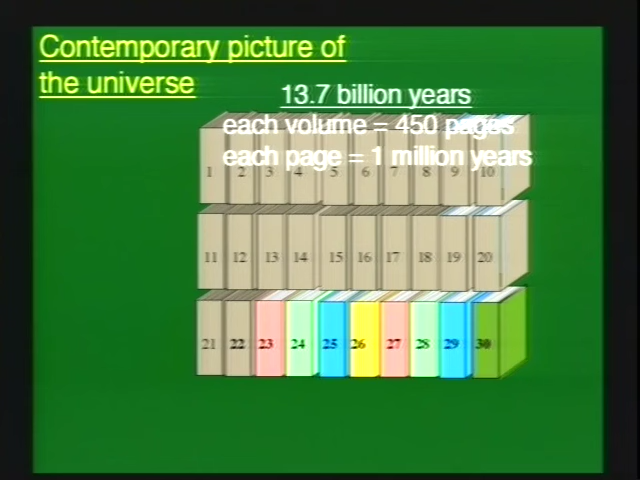 Contemporary picture of
the universe
13.7 billion years
each volume = 450 pages
each page = 1 million years
1 2 3 4 5 6 7 8 9 10
11 12 13 14 15 16 17 18 19 20
21 22 23 24 25 26 27 28 29 30